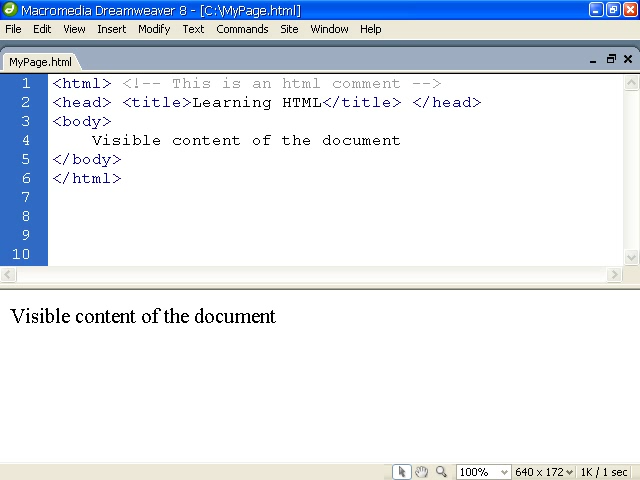 Macromedia Dreamweaver 8 - [C:\MyPage.html]
File Edit View Insert Modify Text Commands Site Window Help
MyPage.html
1 <html> <!-- This is an html comment -->
2 <head> <title>Learning HTML</title> </head>
3 <body>
4     Visible content of the document
5 </body>
6 </html>
7
8
9
10
Visible content of the document
100% 640 x 172 1K / 1 sec